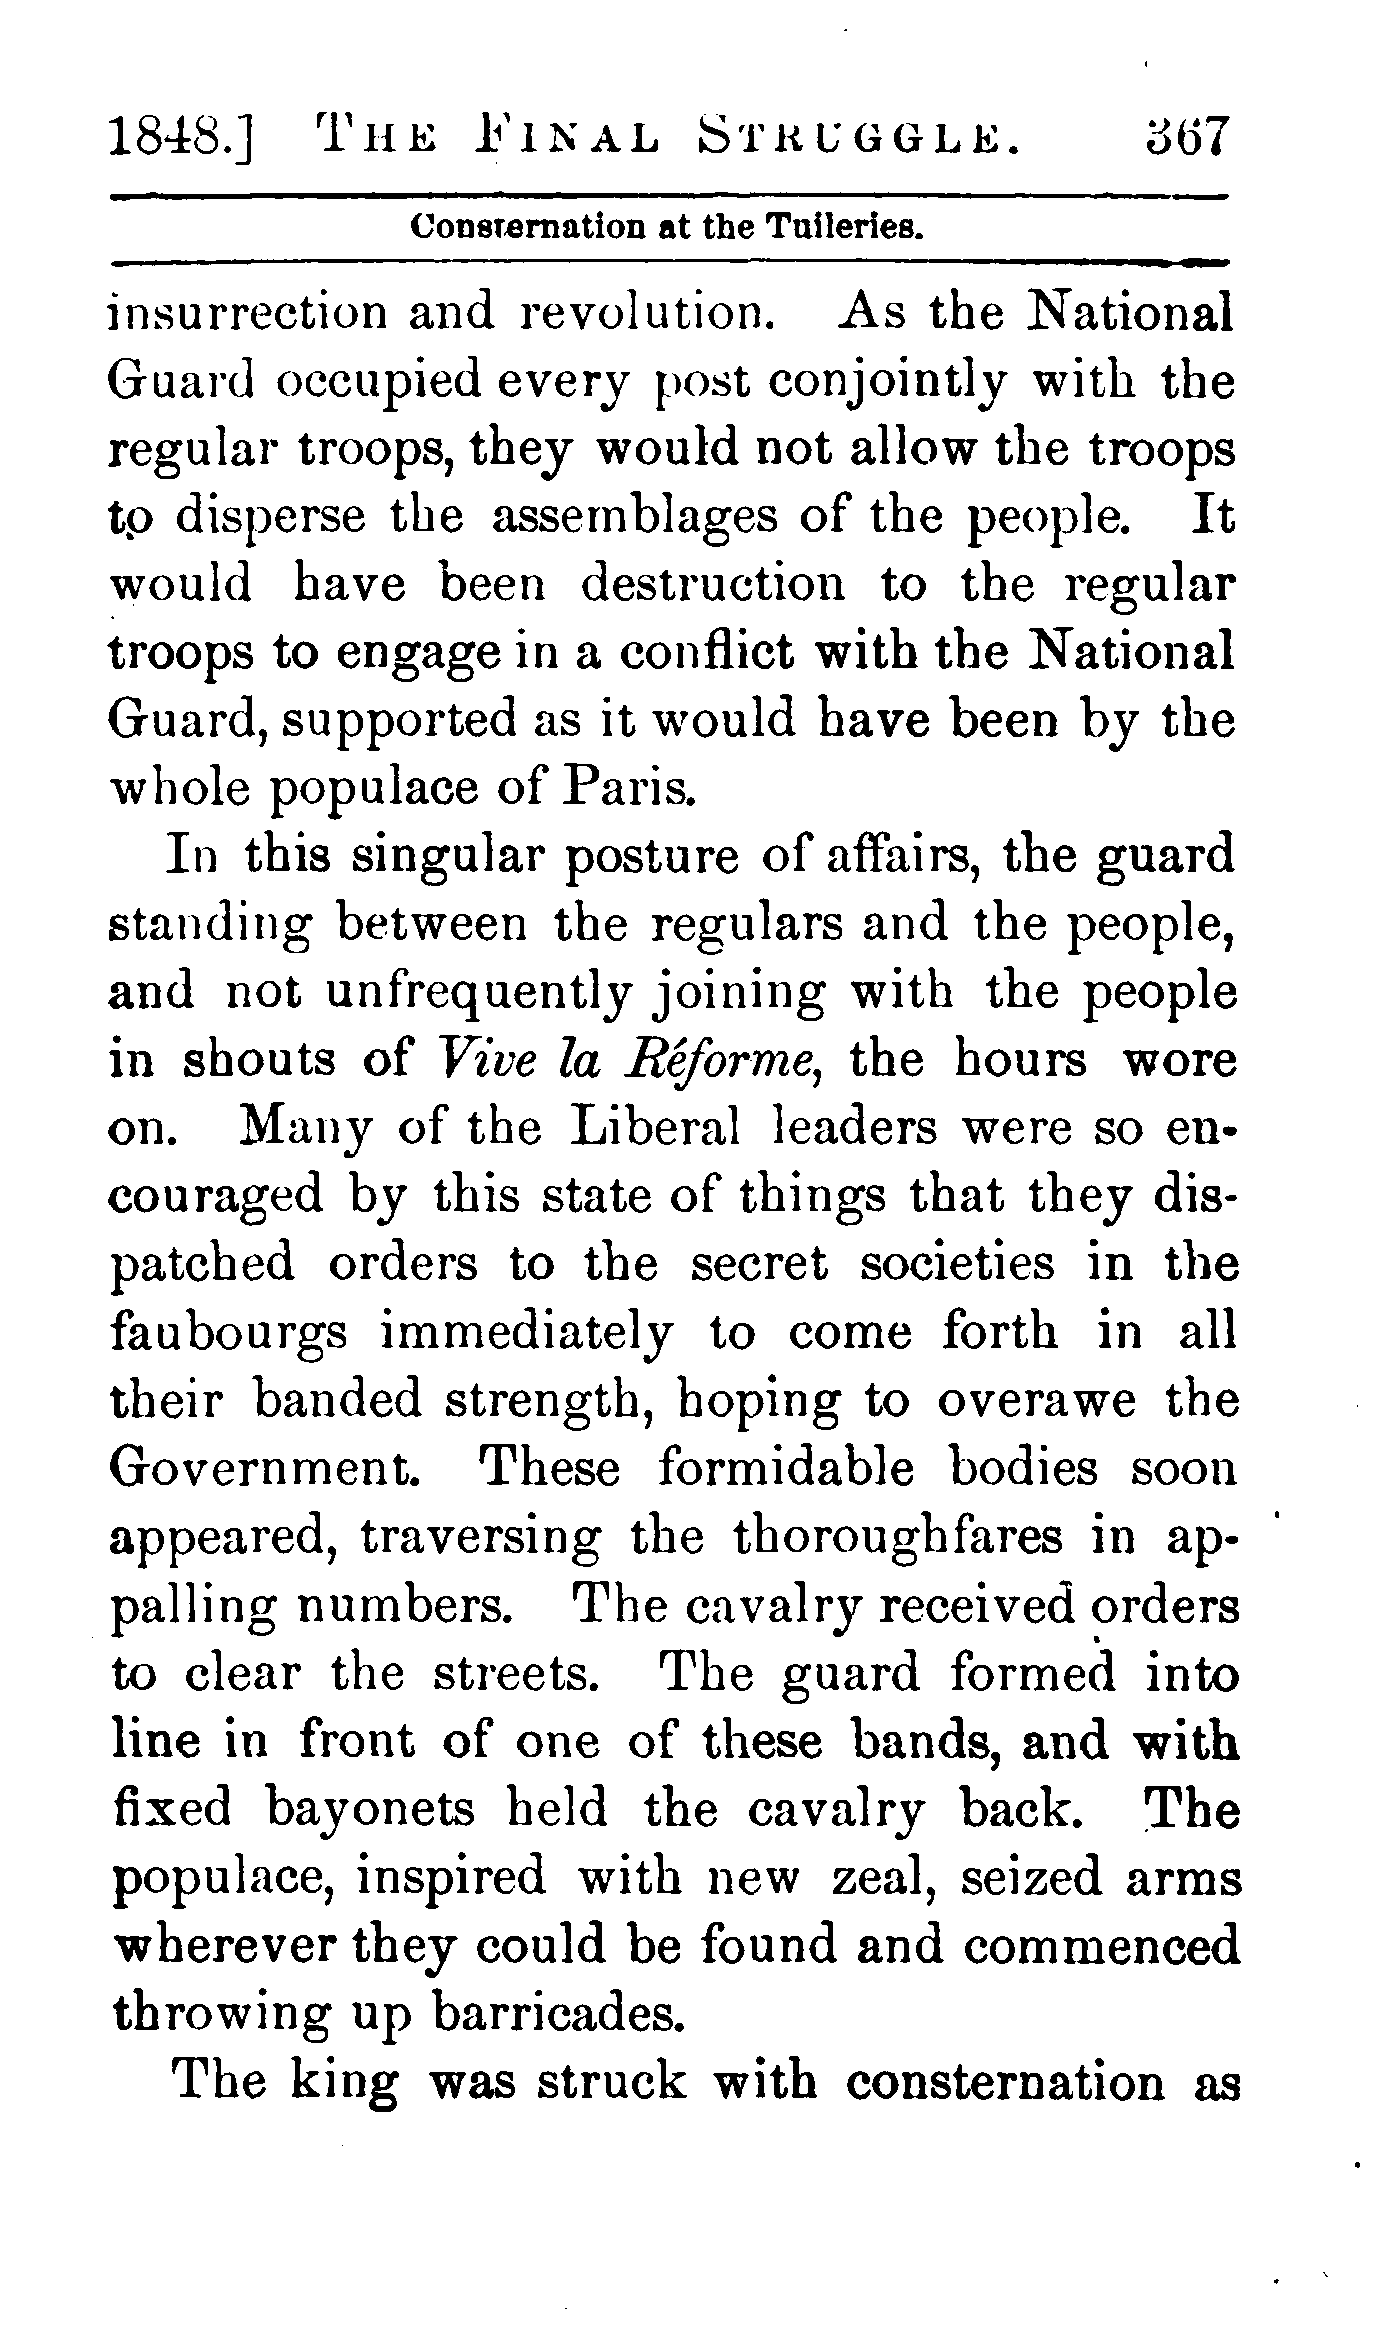 1848.] THE FINAL STRUGGLE. 367
Consternation at the Tuileries.
insurrection and revolution. As the National
Guard occupied every post conjointly with the
regular troops, they would not allow the troops
to disperse the assemblages of the people. It
would have been destruction to the regular
troops to engage in a conflict with the National
Guard, supported as it would have been by the
whole populace of Paris.
In this singular posture of affairs, the guard
standing between the regulars and the people,
and not unfrequently joining with the people
in shouts of Vive la Réforme, the hours wore
on. Many of the Liberal leaders were so en-
couraged by this state of things that they dis-
patched orders to the secret societies in the
faubourgs immediately to come forth in all
their banded strength, hoping to overawe the
Government. These formidable bodies soon
appeared, traversing the thoroughfares in ap-
palling numbers. The cavalry received orders
to clear the streets. The guard formed into
line in front of one of these bands, and with
fixed bayonets held the cavalry back. The
populace, inspired with new zeal, seized arms
wherever they could be found and commenced
throwing up barricades.
The king was struck with consternation as